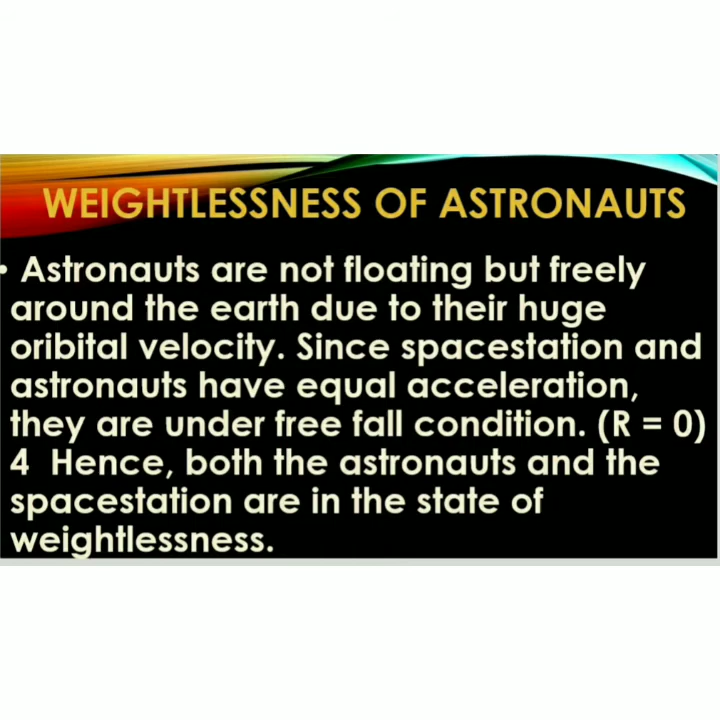 WEIGHTLESSNESS OF ASTRONAUTS
• Astronauts are not floating but freely
around the earth due to their huge
oribital velocity. Since spacestation and
astronauts have equal acceleration,
they are under free fall condition. (R = 0)
4 Hence, both the astronauts and the
spacestation are in the state of
weightlessness.